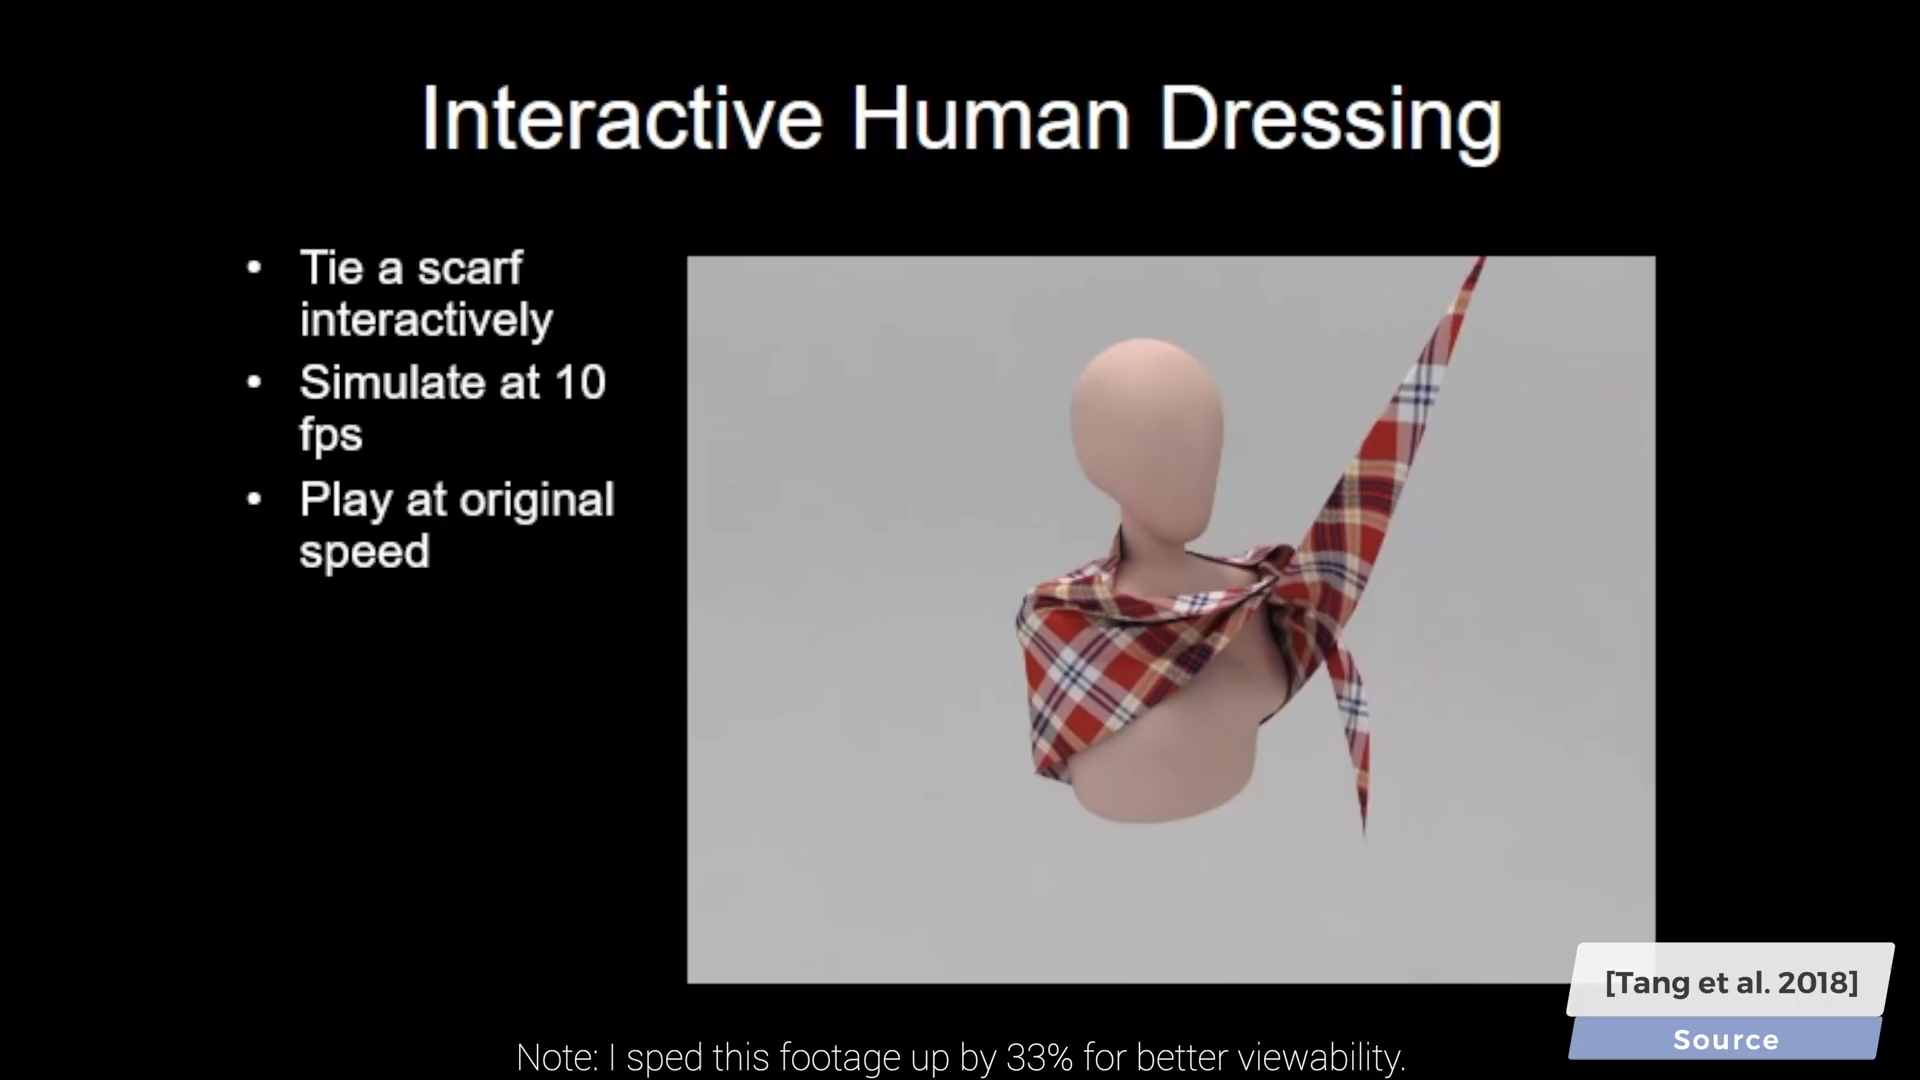 Interactive Human Dressing
• Tie a scarf
interactively
• Simulate at 10
fps
• Play at original
speed
[Tang et al. 2018]
Source
Note: I sped this footage up by 33% for better viewability.